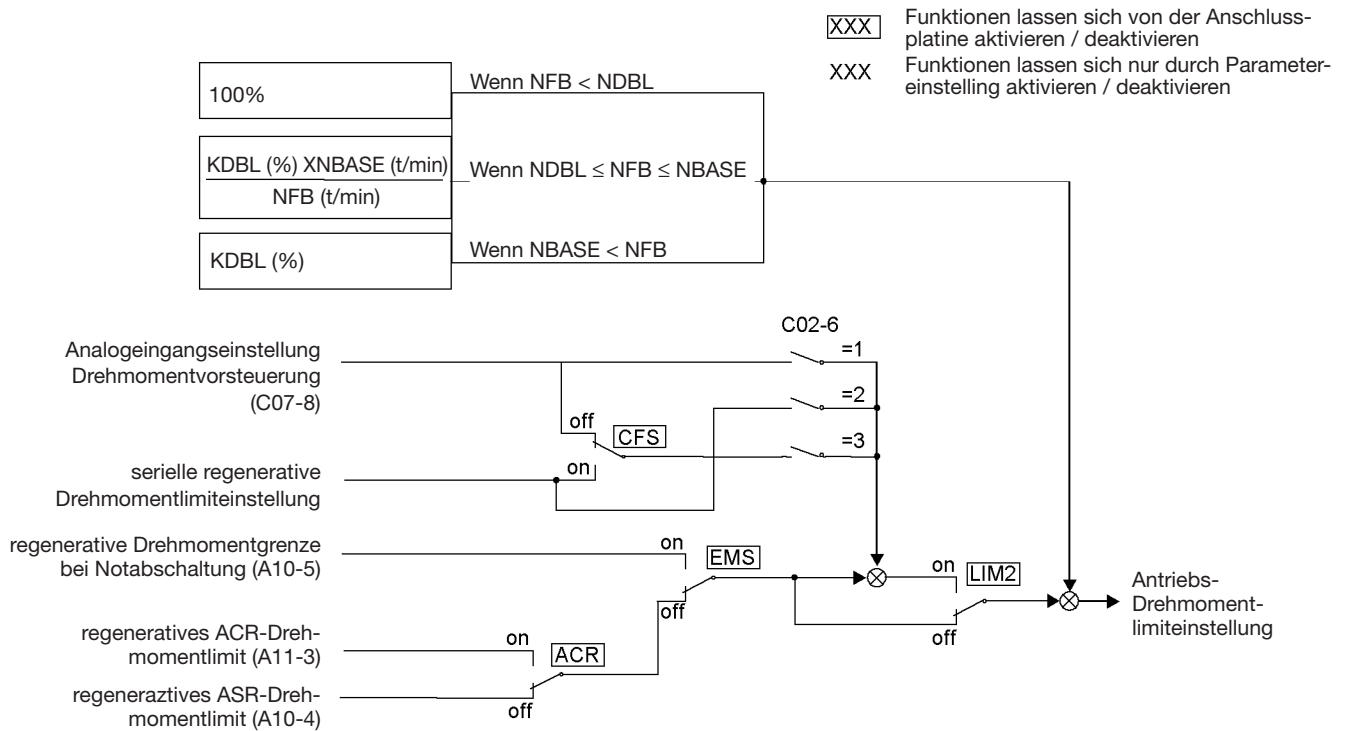 XXX Funktionen lassen sich von der Anschluss-
platine aktivieren / deaktivieren
XXX Funktionen lassen sich nur durch Parameter-
einstelling aktivieren / deaktivieren
100%
Wenn NFB < NDBL
KDBL (%) XNBASE (t/min)
NFB (t/min)
Wenn NDBL ≤ NFB ≤ NBASE
KDBL (%)
Wenn NBASE < NFB
C02-6
Analogeingangseinstellung
Drehmomentvorsteuerung
(C07-8)
=1
=2
=3
off
CFS
on
serielle regenerative
Drehmomentlimiteinstellung
regenerative Drehmomentgrenze
bei Notabschaltung (A10-5)
on
EMS
off
on
LIM2
off
Antriebs-
Drehmoment-
limiteinstellung
regeneratives ACR-Dreh-
momentlimit (A11-3)
on
ACR
regeneraztives ASR-Dreh-
momentlimit (A10-4)
off